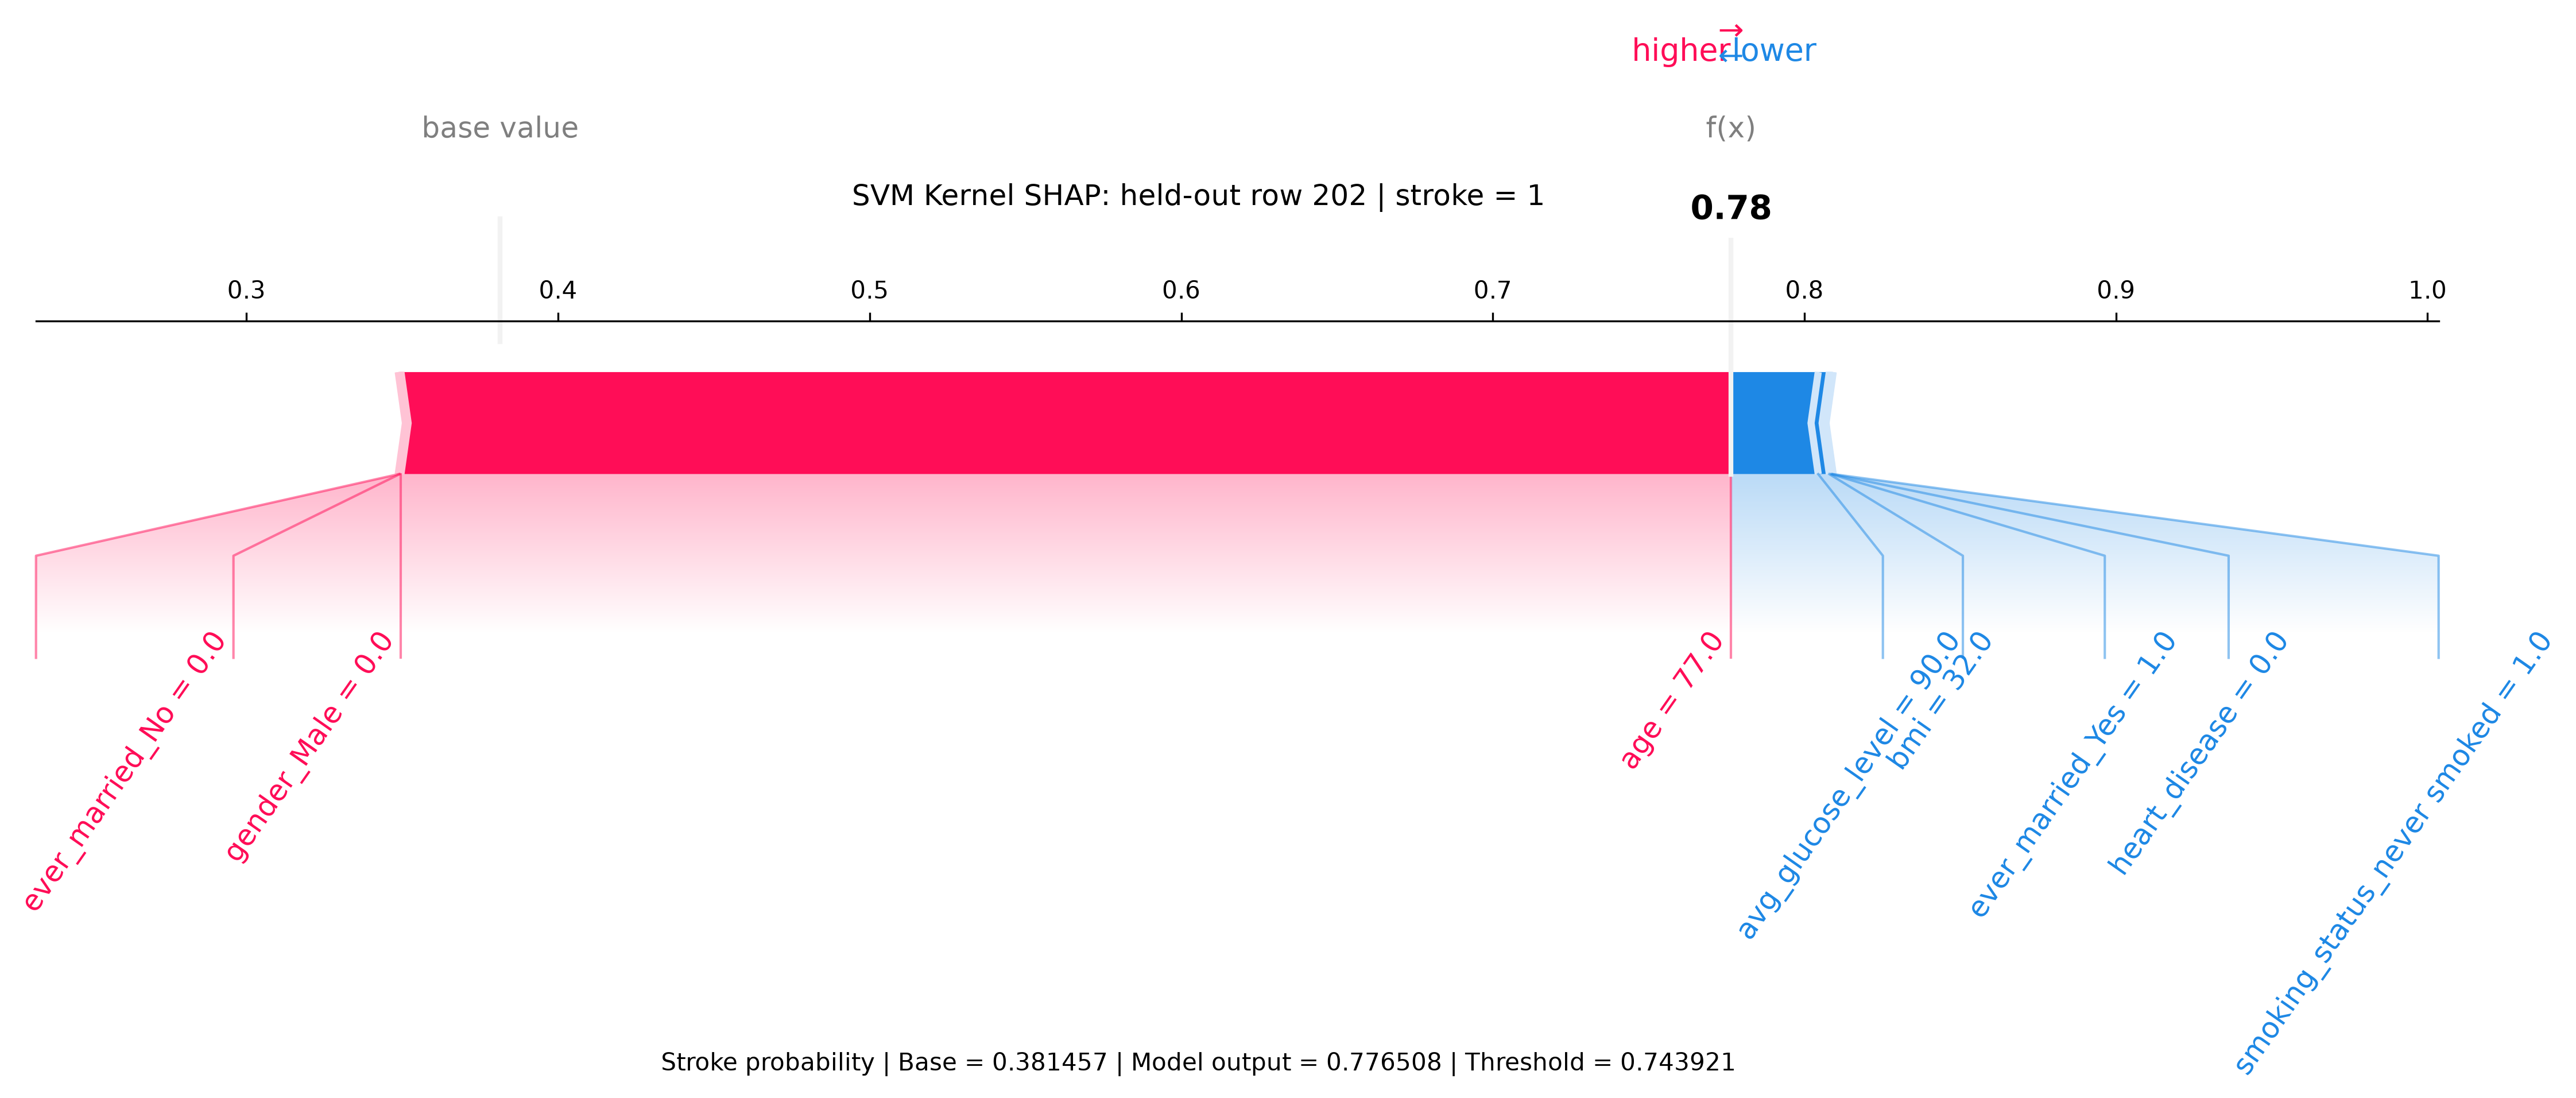 →
higher lower
←
base value
f(x)
SVM Kernel SHAP: held-out row 202 | stroke = 1
0.78
0.3 0.4 0.5 0.6 0.7 0.8 0.9 1.0
ever_married_No = 0.0
gender_Male = 0.0
age = 77.0
avg_glucose_level = 90.0
bmi = 32.0
ever_married_Yes = 1.0
heart_disease = 0.0
smoking_status_never smoked = 1.0
Stroke probability | Base = 0.381457 | Model output = 0.776508 | Threshold = 0.743921